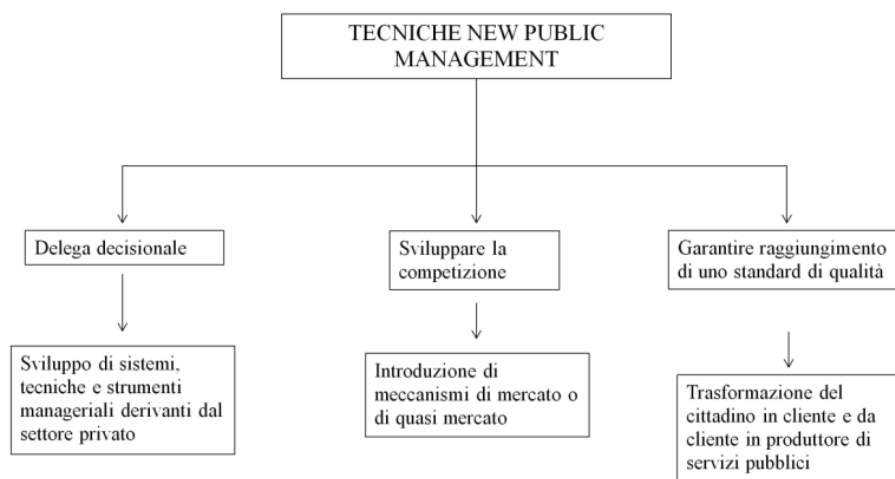 TECNICHE NEW PUBLIC
MANAGEMENT
Delega decisionale
Sviluppare la
competizione
Garantire raggiungimento
di uno standard di qualità
Sviluppo di sistemi,
tecniche e strumenti
manageriali derivanti dal
settore privato
Introduzione di
meccanismi di mercato o
di quasi mercato
Trasformazione del
cittadino in cliente e da
cliente in produttore di
servizi pubblici